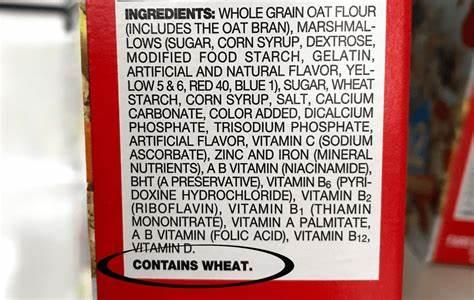 INGREDIENTS: WHOLE GRAIN OAT FLOUR
(INCLUDES THE OAT BRAN), MARSHMAL-
LOWS (SUGAR, CORN SYRUP, DEXTROSE,
MODIFIED FOOD STARCH, GELATIN,
ARTIFICIAL AND NATURAL FLAVOR, YEL-
LOW 5 & 6, RED 40, BLUE 1), SUGAR, WHEAT
STARCH, CORN SYRUP, SALT, CALCIUM
CARBONATE, COLOR ADDED, DICALCIUM
PHOSPHATE, TRISODIUM PHOSPHATE,
ARTIFICIAL FLAVOR, VITAMIN C (SODIUM
ASCORBATE), ZINC AND IRON (MINERAL
NUTRIENTS), A B VITAMIN (NIACINAMIDE),
BHT (A PRESERVATIVE), VITAMIN B6 (PYRI-
DOXINE HYDROCHLORIDE), VITAMIN B2
(RIBOFLAVIN), VITAMIN B1 (THIAMIN
MONONITRATE), VITAMIN A PALMITATE,
A B VITAMIN (FOLIC ACID), VITAMIN B12,
VITAMIN D.
CONTAINS WHEAT.